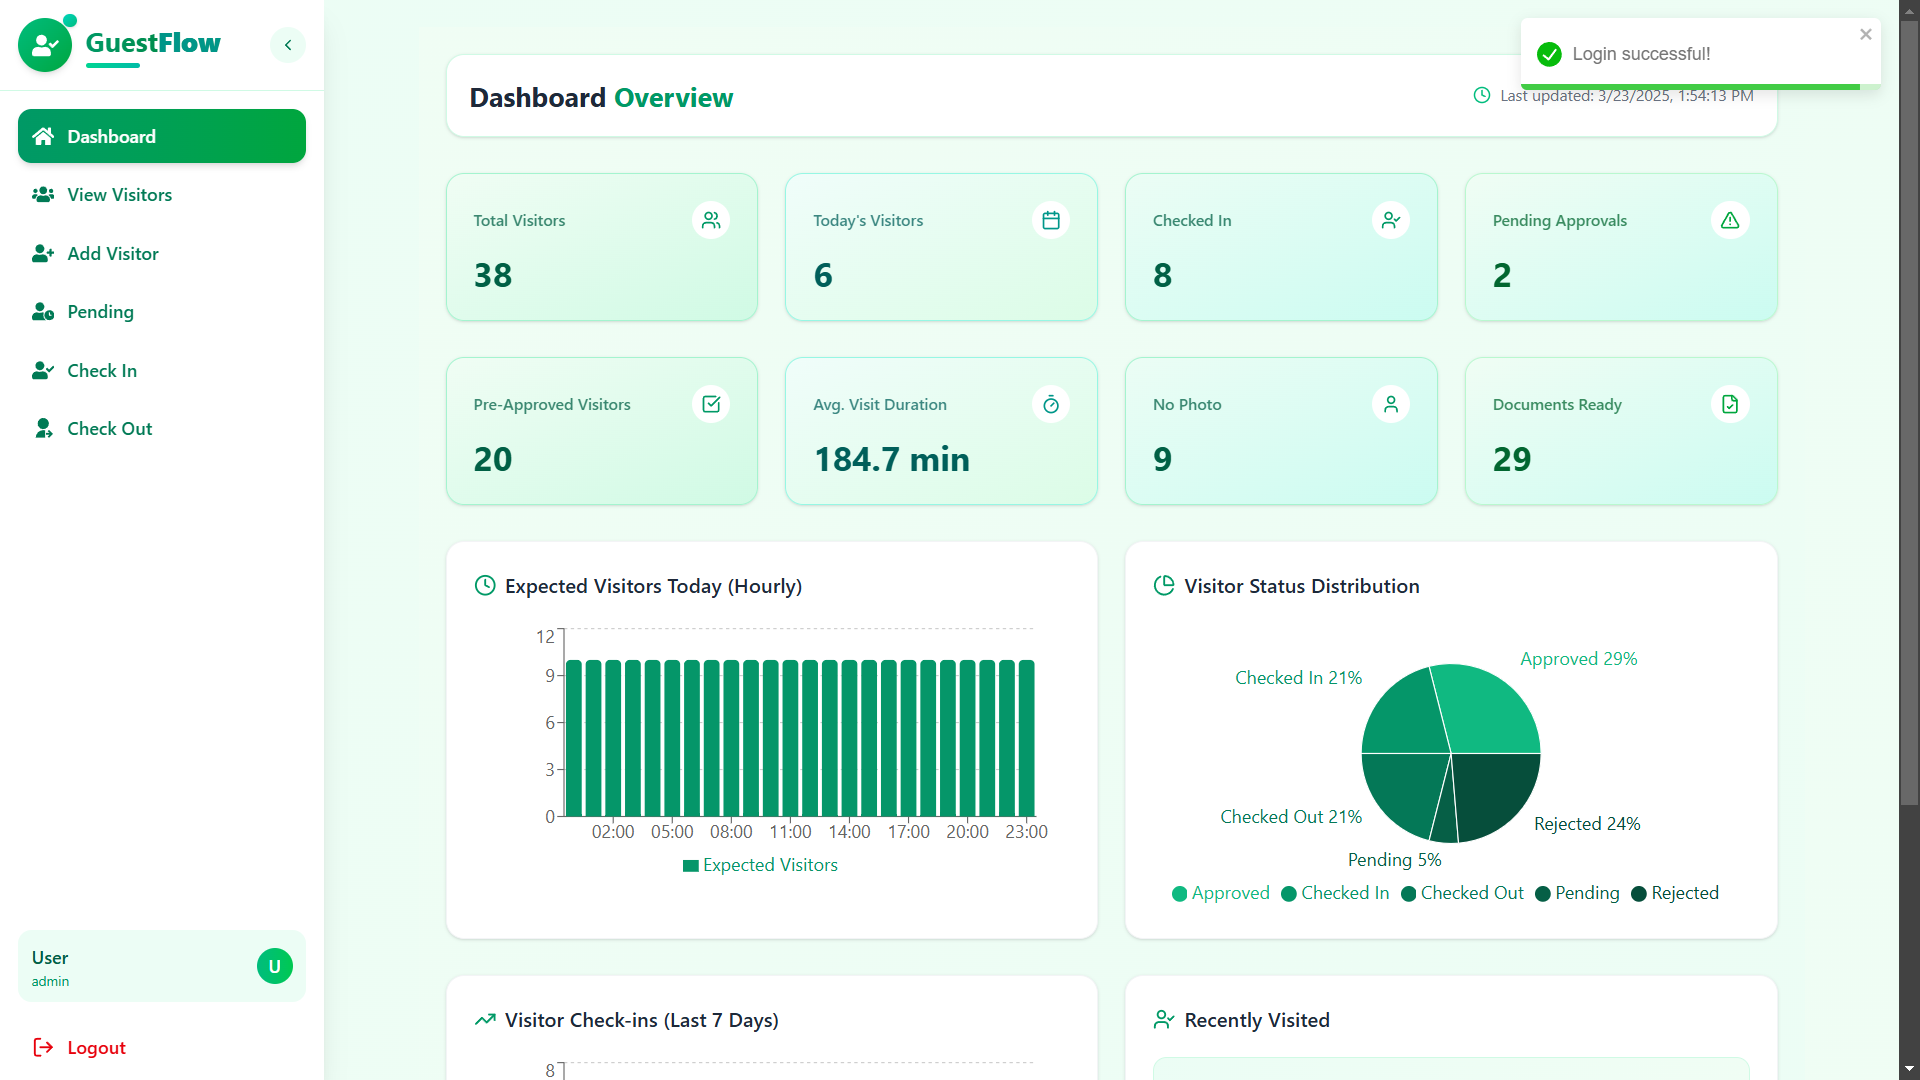 GuestFlow
Dashboard
View Visitors
Add Visitor
Pending
Check In
Check Out
User
admin
U
Logout
Login successful!
Dashboard Overview
Last updated: 3/23/2025, 1:54:13 PM
Total Visitors
38
Today's Visitors
6
Checked In
8
Pending Approvals
2
Pre-Approved Visitors
20
Avg. Visit Duration
184.7 min
No Photo
9
Documents Ready
29
Expected Visitors Today (Hourly)
12
9
6
3
0
02:00 05:00 08:00 11:00 14:00 17:00 20:00 23:00
Expected Visitors
Visitor Status Distribution
Approved 29%
Checked In 21%
Checked Out 21%
Rejected 24%
Pending 5%
Approved Checked In Checked Out Pending Rejected
Visitor Check-ins (Last 7 Days)
8
Recently Visited